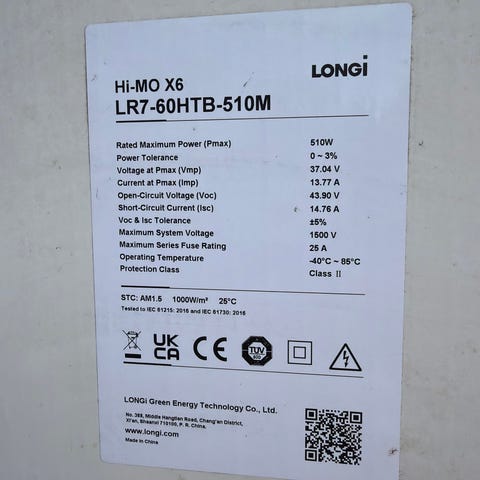 LONGi
Hi-MO X6
LR7-60HTB-510M
Rated Maximum Power (Pmax) 510W
Power Tolerance 0 ~ 3%
Voltage at Pmax (Vmp) 37.04 V
Current at Pmax (Imp) 13.77 A
Open-Circuit Voltage (Voc) 43.90 V
Short-Circuit Current (Isc) 14.76 A
Voc & Isc Tolerance ±5%
Maximum System Voltage 1500 V
Maximum Series Fuse Rating 25 A
Operating Temperature -40°C ~ 85°C
Protection Class Class II
STC: AM1.5 1000W/m² 25°C
Tested to IEC 61215: 2016 and IEC 61730: 2016
UK
CA
CE
TÜV
SÜD
LONGi Green Energy Technology Co., Ltd.
No. 388, Middle Hangtian Road, Chang'an District,
Xi'an, Shaanxi 710100, P. R. China.
www.longi.com
Made in China